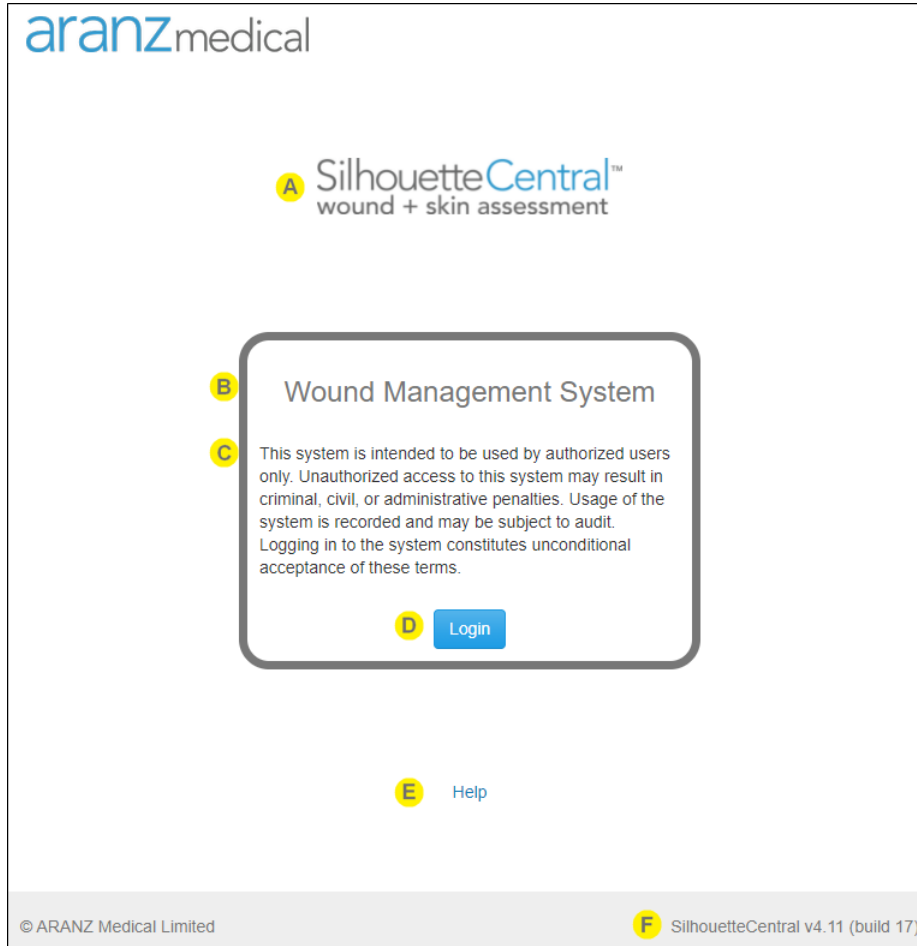 aranzmedical
A SilhouetteCentral™
wound + skin assessment
B Wound Management System
C This system is intended to be used by authorized users
only. Unauthorized access to this system may result in
criminal, civil, or administrative penalties. Usage of the
system is recorded and may be subject to audit.
Logging in to the system constitutes unconditional
acceptance of these terms.
D Login
E Help
© ARANZ Medical Limited F SilhouetteCentral v4.11 (build 17)